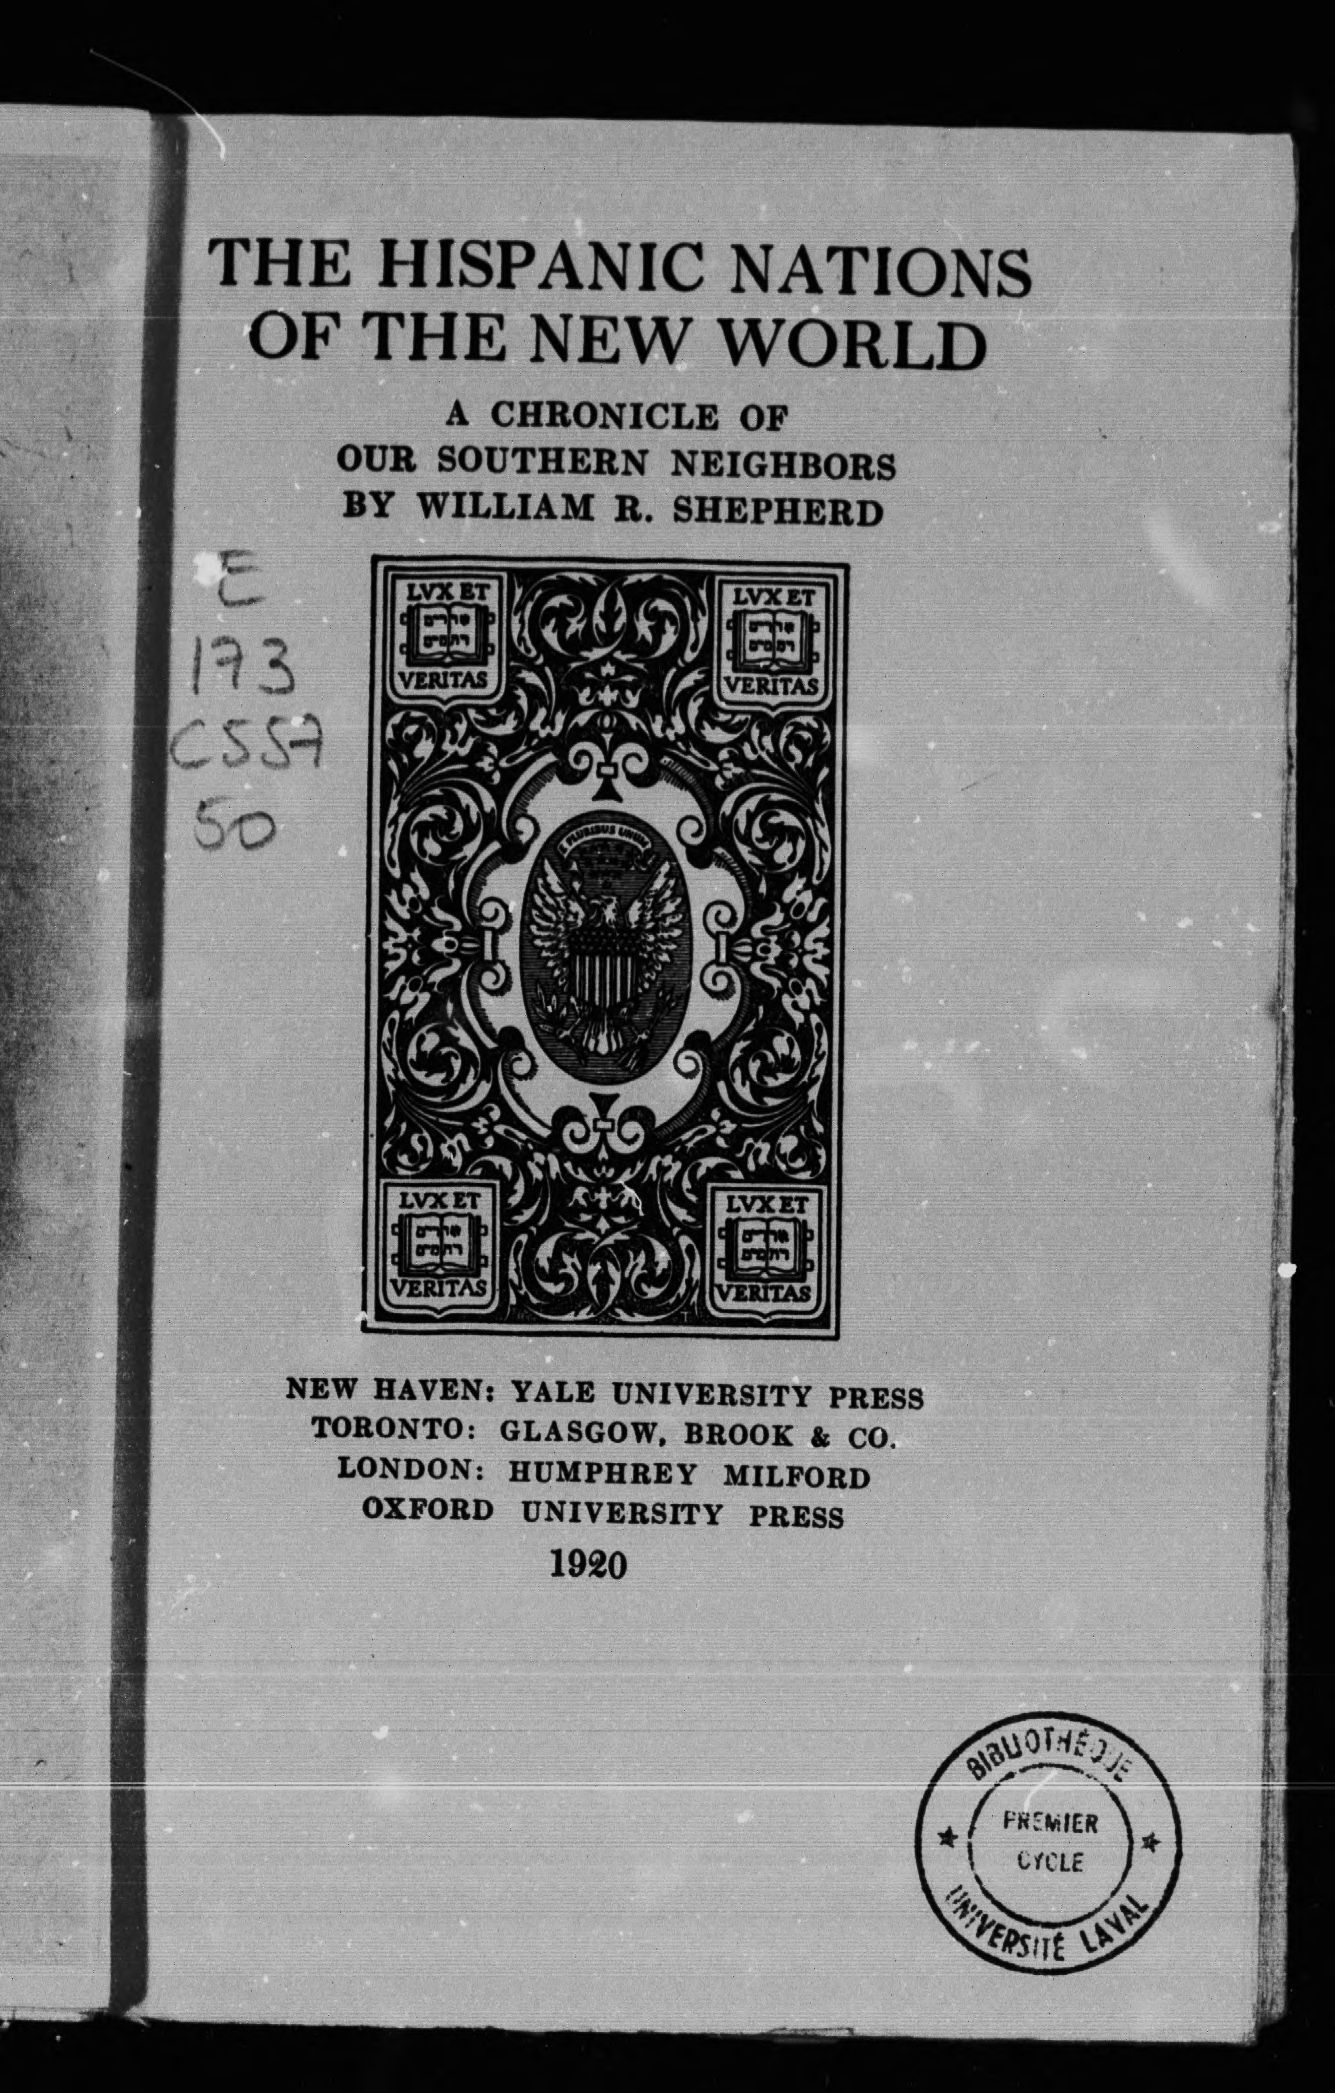 THE HISPANIC NATIONS
OF THE NEW WORLD
A CHRONICLE OF
OUR SOUTHERN NEIGHBORS
BY WILLIAM R. SHEPHERD
E
173
C557
50
LVX ET
VERITAS
LVX ET
VERITAS
E PLURIBUS UNUM
LVX ET
VERITAS
LVX ET
VERITAS
NEW HAVEN: YALE UNIVERSITY PRESS
TORONTO: GLASGOW, BROOK & CO.
LONDON: HUMPHREY MILFORD
OXFORD UNIVERSITY PRESS
1920
BIBLIOTHÈQUE
PREMIER
CYCLE
UNIVERSITÉ LAVAL